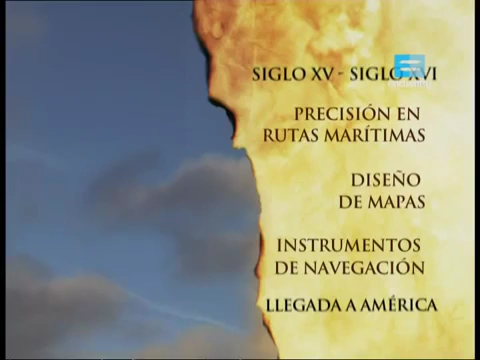 SIGLO XV - SIGLO XVI
PRECISIÓN EN
RUTAS MARÍTIMAS
DISEÑO
DE MAPAS
INSTRUMENTOS
DE NAVEGACIÓN
LLEGADA A AMÉRICA